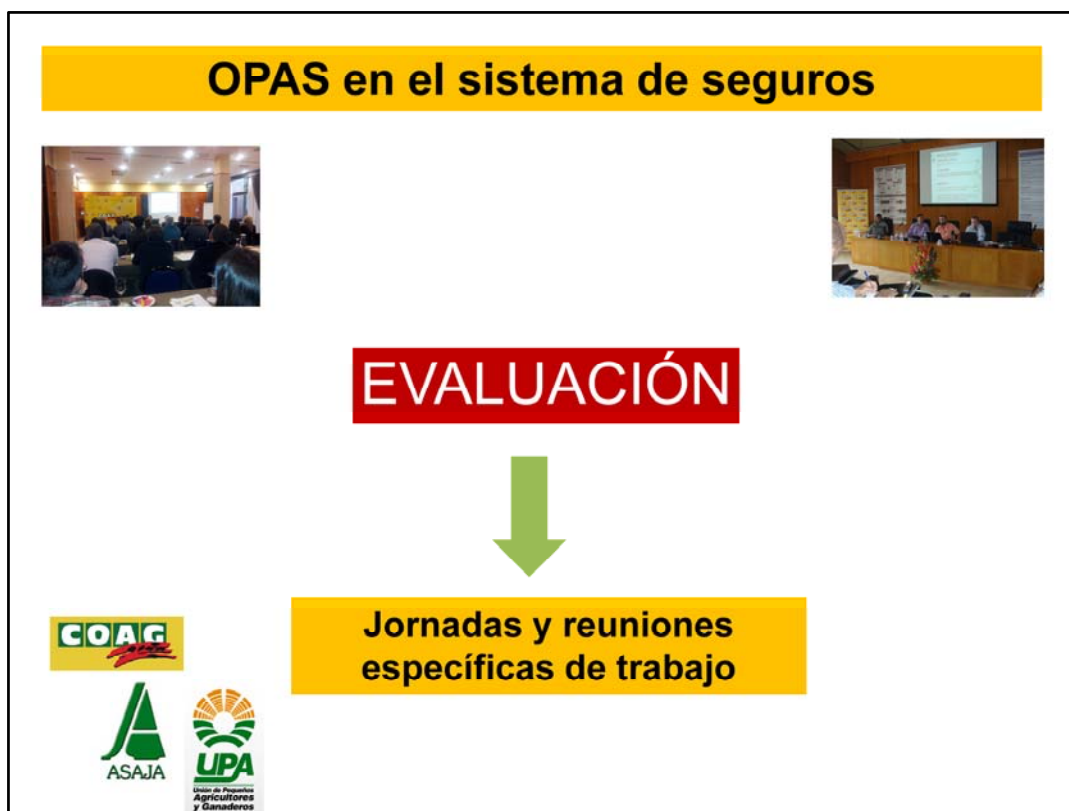 OPAS en el sistema de seguros
EVALUACIÓN
Jornadas y reuniones
específicas de trabajo
COAG
ASAJA
UPA
Unión de Pequeños
Agricultores
y Ganaderos